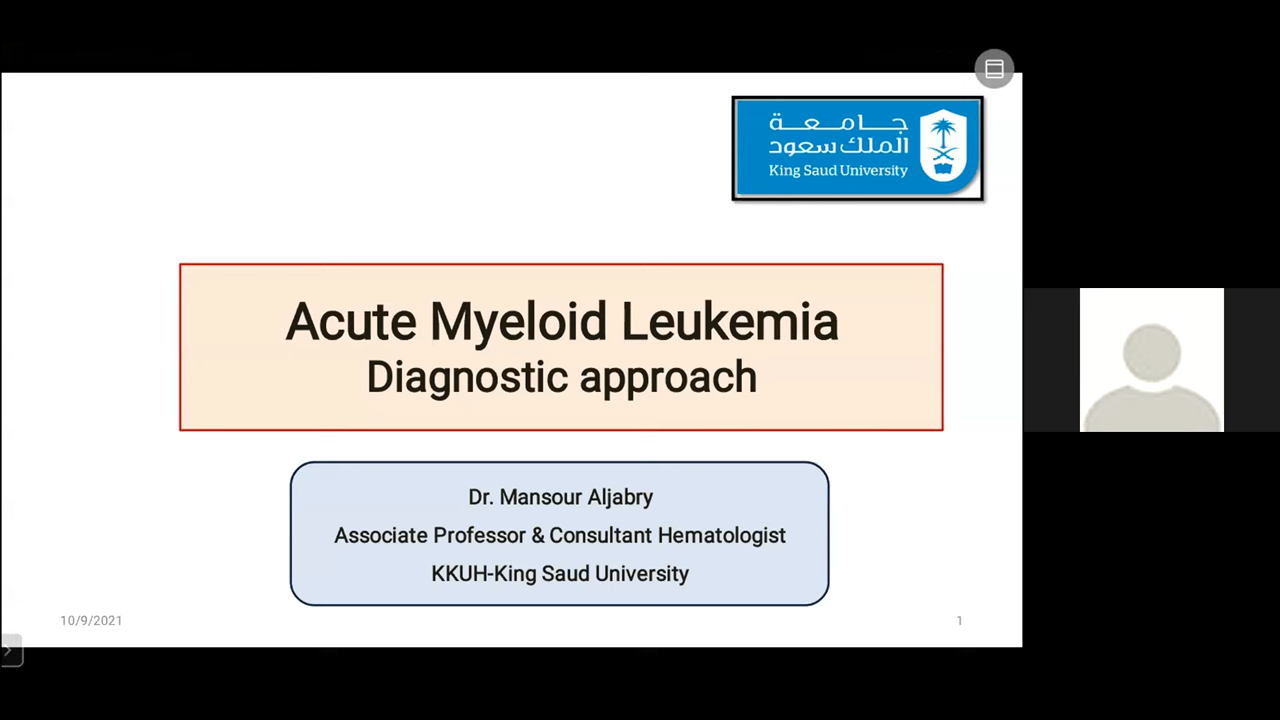 جامعة
الملك سعود
King Saud University
Acute Myeloid Leukemia
Diagnostic approach
Dr. Mansour Aljabry
Associate Professor & Consultant Hematologist
KKUH-King Saud University
10/9/2021
1